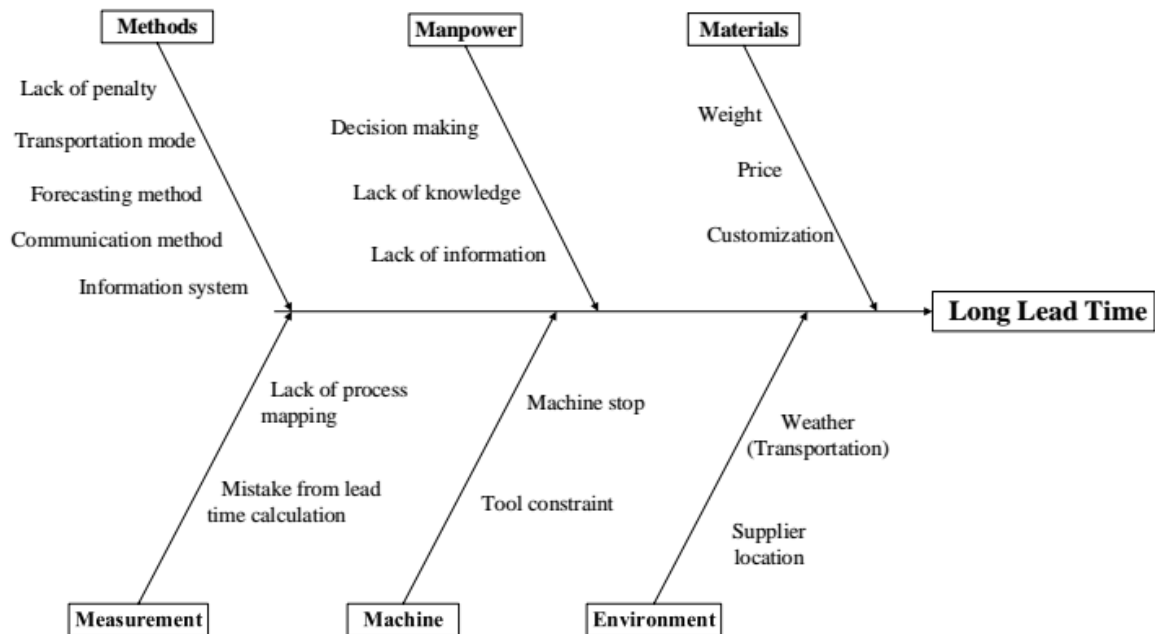 Methods
Manpower
Materials
Lack of penalty
Transportation mode
Forecasting method
Communication method
Information system
Decision making
Lack of knowledge
Lack of information
Weight
Price
Customization
Long Lead Time
Lack of process
mapping
Mistake from lead
time calculation
Machine stop
Tool constraint
Weather
(Transportation)
Supplier
location
Measurement
Machine
Environment